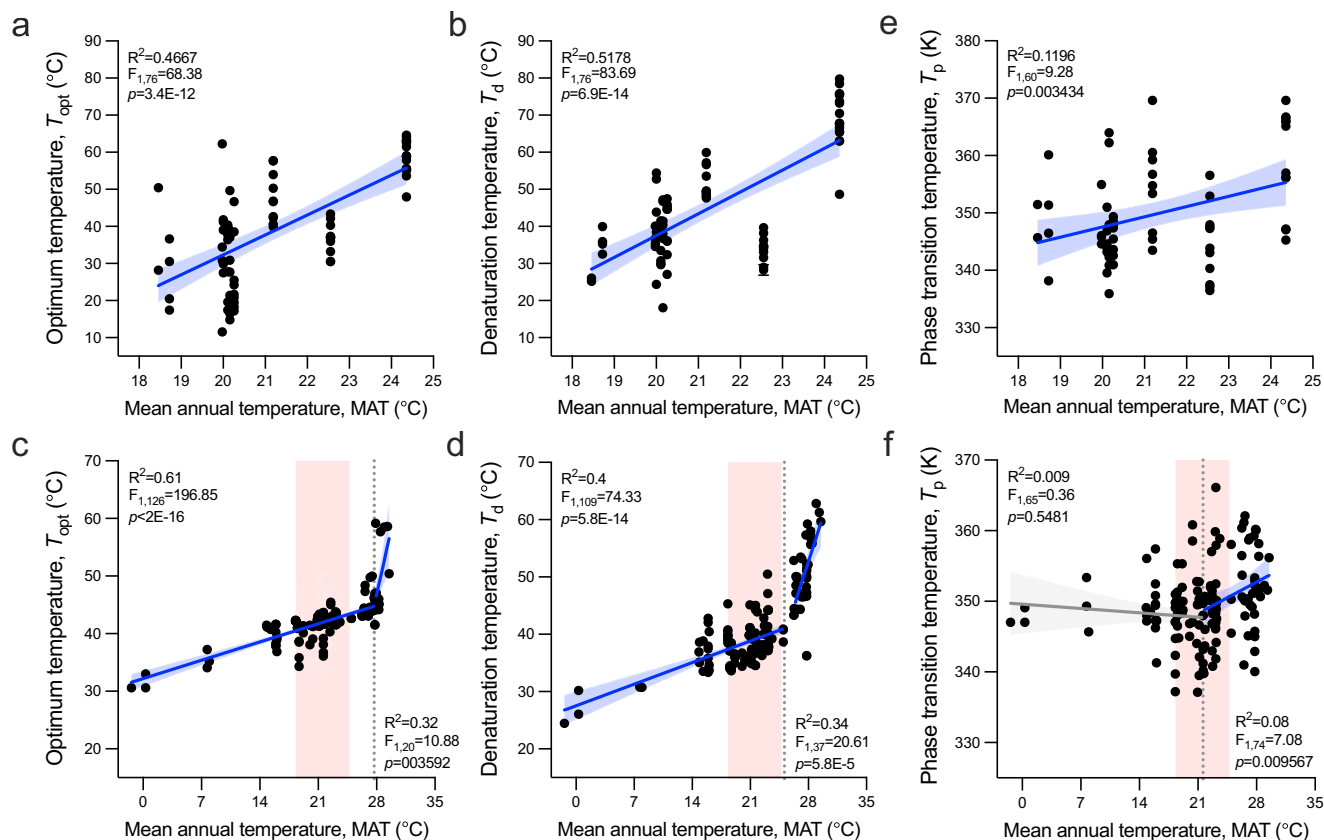 a
R²=0.4667
F1,76=68.38
p=3.4E-12
Optimum temperature, Topt (°C)
90
80
70
60
50
40
30
20
10
18 19 20 21 22 23 24 25
Mean annual temperature, MAT (°C)
b
R²=0.5178
F1,76=83.69
p=6.9E-14
Denaturation temperature, Td (°C)
90
80
70
60
50
40
30
20
10
18 19 20 21 22 23 24 25
Mean annual temperature, MAT (°C)
e
R²=0.1196
F1,60=9.28
p=0.003434
Phase transition temperature, Tp (K)
380
370
360
350
340
330
18 19 20 21 22 23 24 25
Mean annual temperature, MAT (°C)
c
R²=0.61
F1,126=196.85
p<2E-16
Optimum temperature, Topt (°C)
70
60
50
40
30
20
R²=0.32
F1,20=10.88
p=003592
0 7 14 21 28 35
Mean annual temperature, MAT (°C)
d
R²=0.4
F1,109=74.33
p=5.8E-14
Denaturation temperature, Td (°C)
70
60
50
40
30
20
R²=0.34
F1,37=20.61
p=5.8E-5
0 7 14 21 28 35
Mean annual temperature, MAT (°C)
f
R²=0.009
F1,65=0.36
p=0.5481
Phase transition temperature, Tp (K)
370
360
350
340
330
R²=0.08
F1,74=7.08
p=0.009567
0 7 14 21 28 35
Mean annual temperature, MAT (°C)